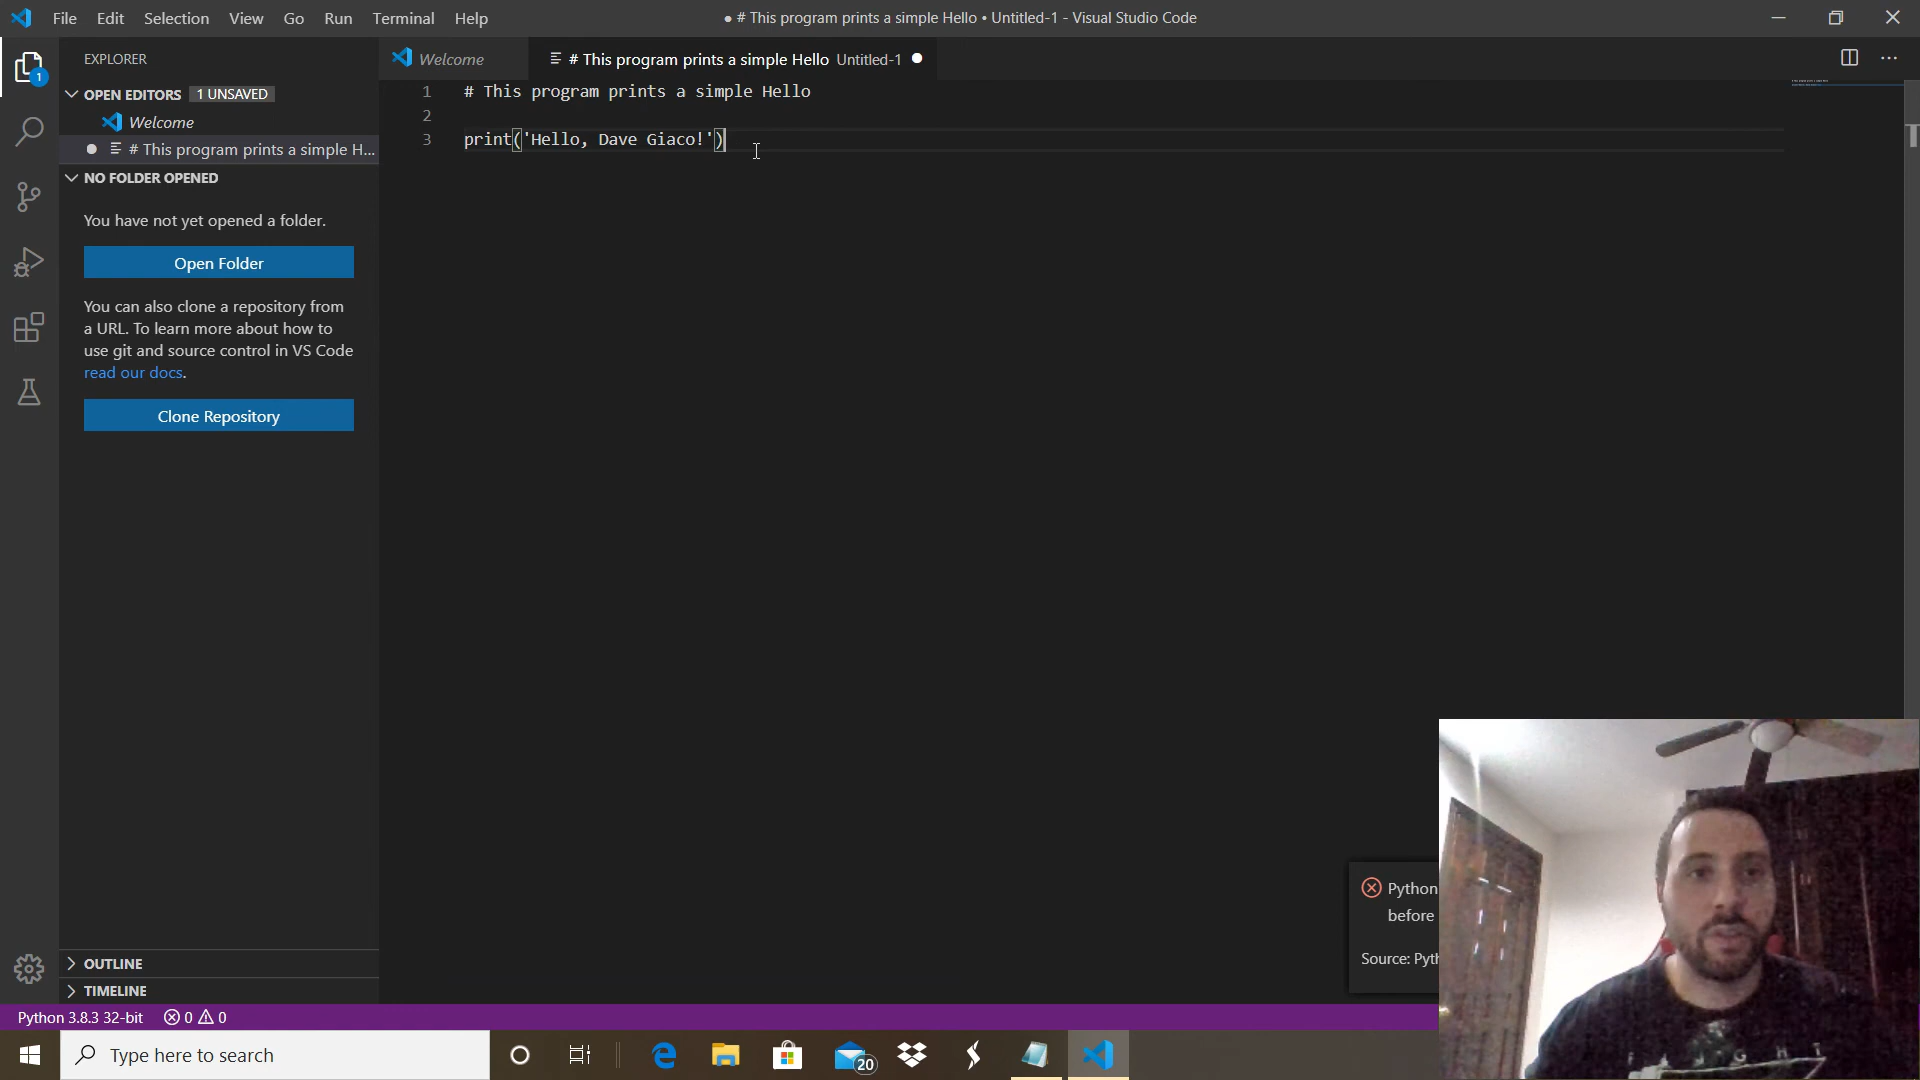 File Edit Selection View Go Run Terminal Help
● # This program prints a simple Hello • Untitled-1 - Visual Studio Code
EXPLORER
Welcome
# This program prints a simple Hello Untitled-1
OPEN EDITORS 1 UNSAVED
Welcome
# This program prints a simple H...
NO FOLDER OPENED
You have not yet opened a folder.
Open Folder
You can also clone a repository from
a URL. To learn more about how to
use git and source control in VS Code
read our docs.
Clone Repository
OUTLINE
TIMELINE
1
1 # This program prints a simple Hello
2
3 print('Hello, Dave Giaco!')
Python
before
Source: Pyth
Python 3.8.3 32-bit 0 0
Type here to search
20